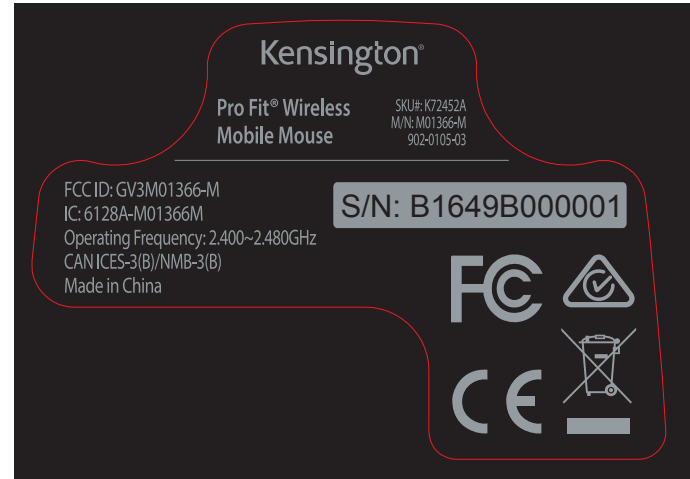 Kensington®
Pro Fit® Wireless
Mobile Mouse
SKU#: K72452A
M/N: M01366-M
902-0105-03
FCC ID: GV3M01366-M
IC: 6128A-M01366M
Operating Frequency: 2.400~2.480GHz
CAN ICES-3(B)/NMB-3(B)
Made in China
S/N: B1649B000001
FC
CE